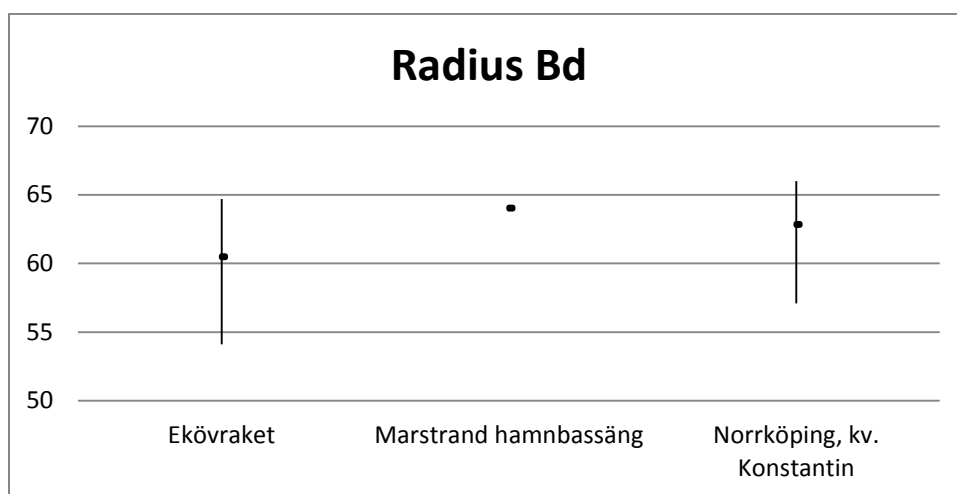 Radius Bd
70
65
60
55
50
Ekövraket
Marstrand hamnbassäng
Norrköping, kv.
Konstantin